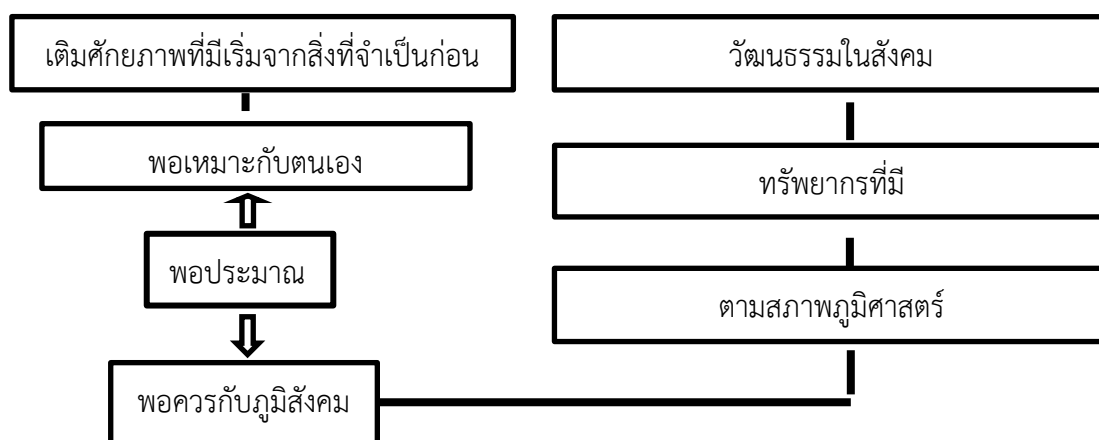 เติมศักยภาพที่มีเริ่มจากสิ่งที่จำเป็นก่อน
พอเหมาะกับตนเอง
พอประมาณ
พอควรกับภูมิสังคม
วัฒนธรรมในสังคม
ทรัพยากรที่มี
ตามสภาพภูมิศาสตร์